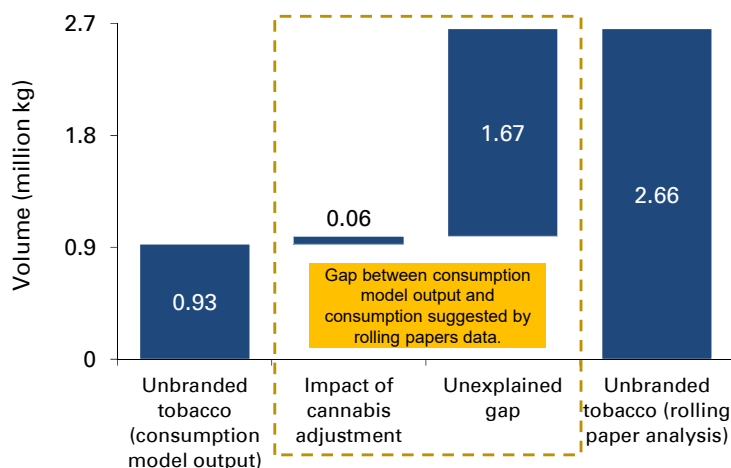 Volume (million kg)
2.7
1.8
0.9
0
0.93
0.06
1.67
2.66
Gap between consumption
model output and
consumption suggested by
rolling papers data.
Unbranded
tobacco
(consumption
model output)
Impact of
cannabis
adjustment
Unexplained
gap
Unbranded
tobacco (rolling
paper analysis)